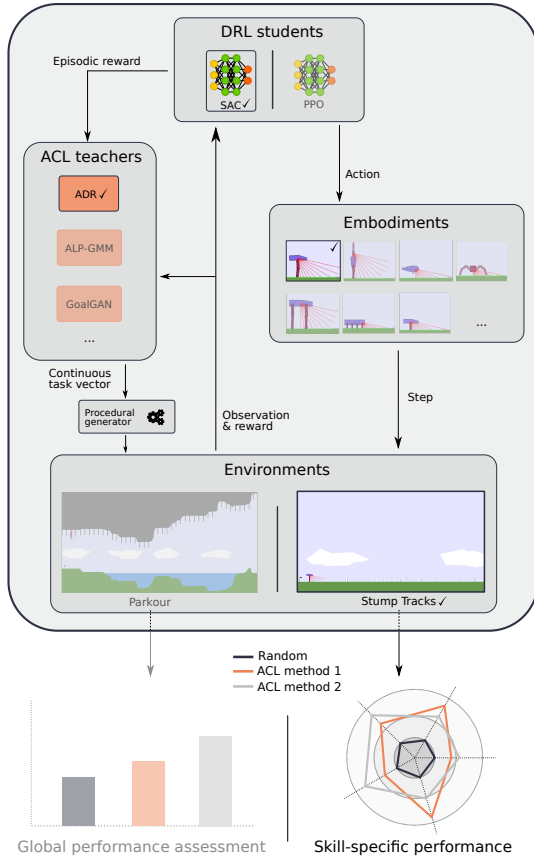 DRL students
SAC✓
PPO
Episodic reward
ACL teachers
ADR ✓
ALP-GMM
GoalGAN
...
Action
Embodiments
✓
...
Continuous
task vector
Procedural
generator
Observation
& reward
Step
Environments
Parkour
Stump Tracks✓
Random
ACL method 1
ACL method 2
Global performance assessment
Skill-specific performance